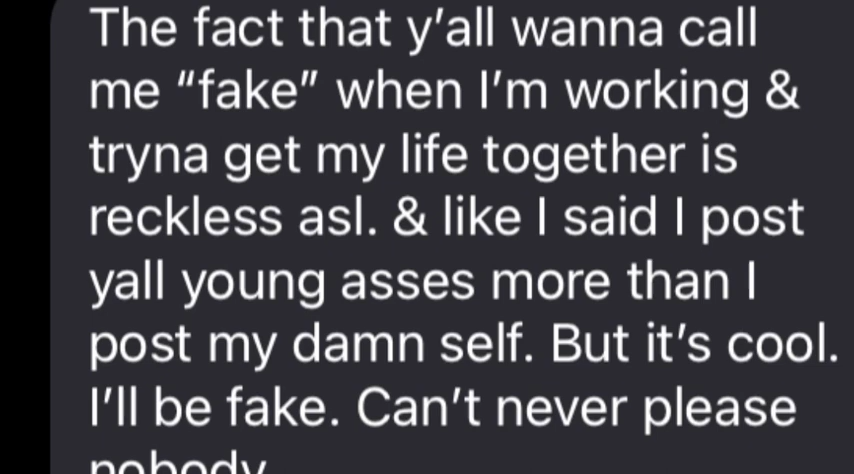 The fact that y’all wanna call
me “fake” when I’m working &
tryna get my life together is
reckless asl. & like I said I post
yall young asses more than I
post my damn self. But it’s cool.
I’ll be fake. Can’t never please
nobody